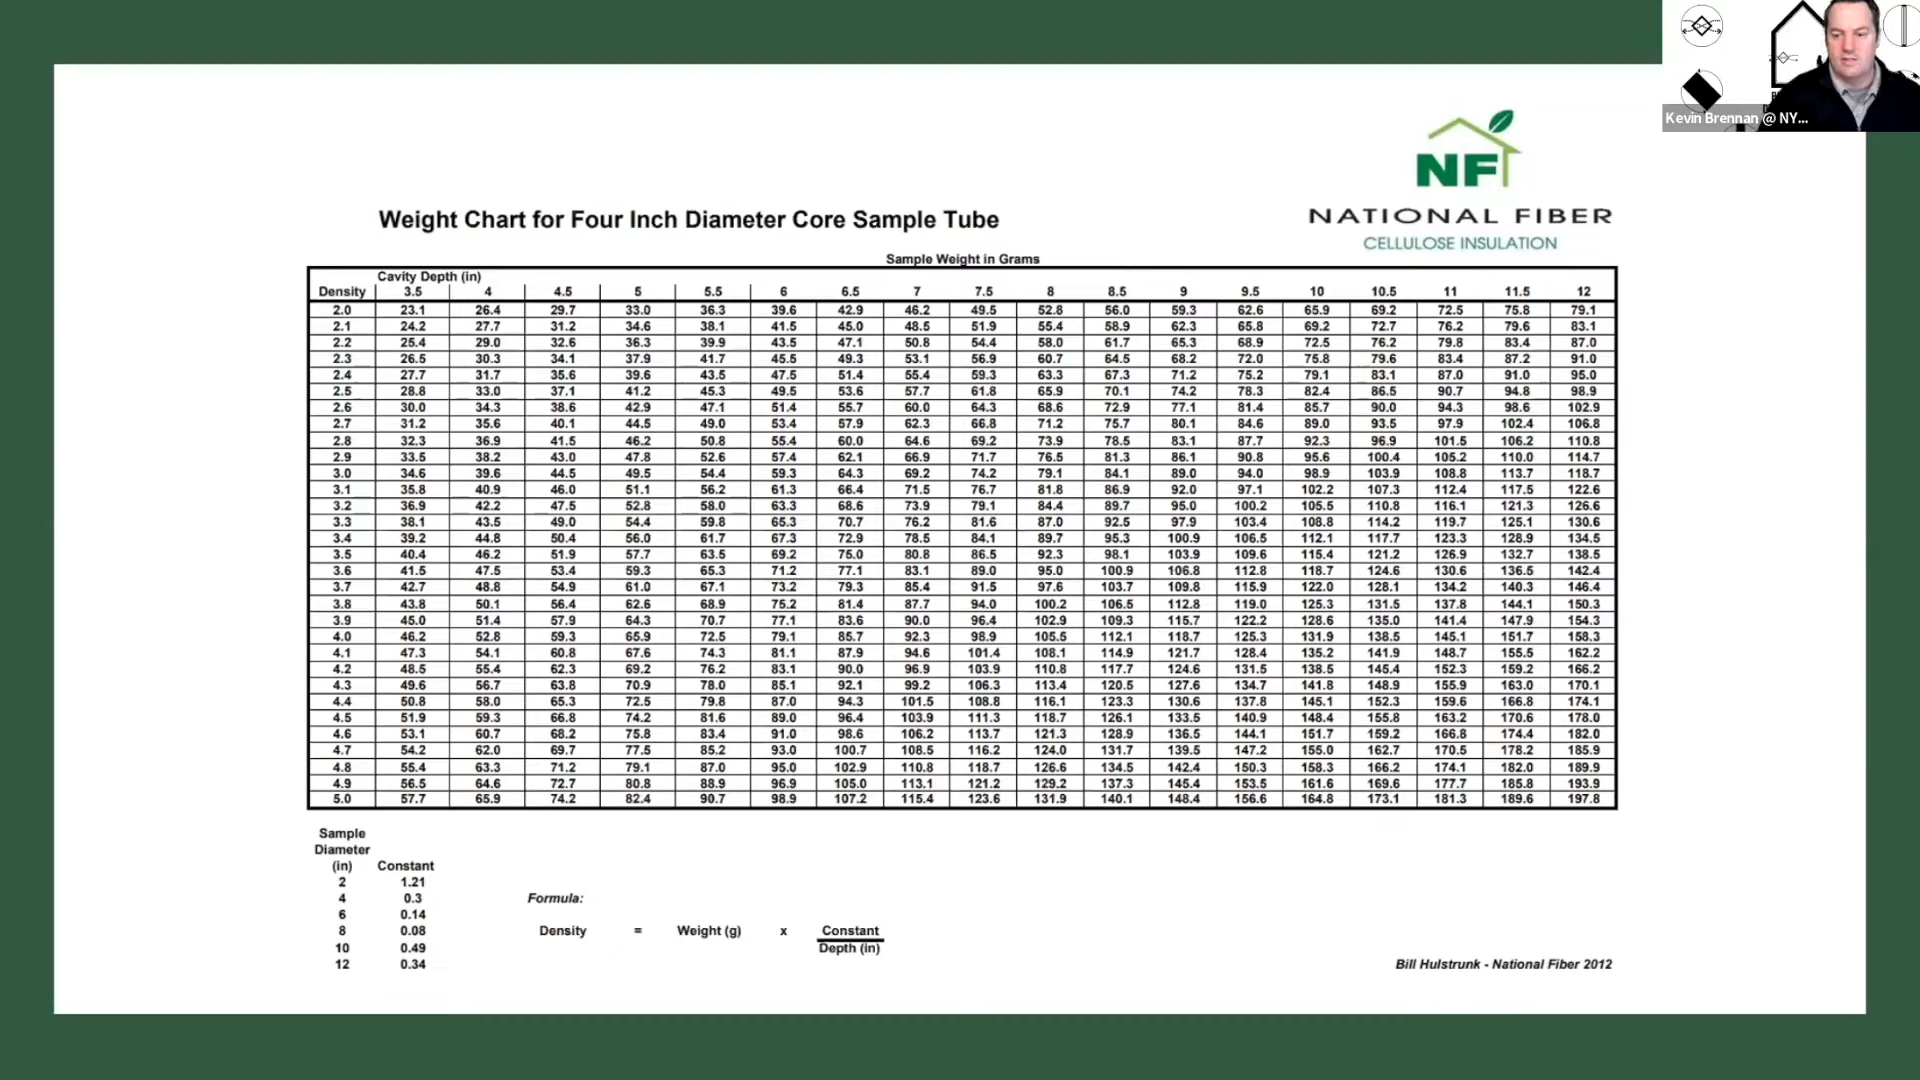 Kevin Brennan @ NY...
NF
NATIONAL FIBER
CELLULOSE INSULATION
Weight Chart for Four Inch Diameter Core Sample Tube
Sample Weight in Grams
Cavity Depth (in)
Density 3.5 4 4.5 5 5.5 6 6.5 7 7.5 8 8.5 9 9.5 10 10.5 11 11.5 12
2.0 23.1 26.4 29.7 33.0 36.3 39.6 42.9 46.2 49.5 52.8 56.0 59.3 62.6 65.9 69.2 72.5 75.8 79.1
2.1 24.2 27.7 31.2 34.6 38.1 41.5 45.0 48.5 51.9 55.4 58.9 62.3 65.8 69.2 72.7 76.2 79.6 83.1
2.2 25.4 29.0 32.6 36.3 39.9 43.5 47.1 50.8 54.4 58.0 61.7 65.3 68.9 72.5 76.2 79.8 83.4 87.0
2.3 26.5 30.3 34.1 37.9 41.7 45.5 49.3 53.1 56.9 60.7 64.5 68.2 72.0 75.8 79.6 83.4 87.2 91.0
2.4 27.7 31.7 35.6 39.6 43.5 47.5 51.4 55.4 59.3 63.3 67.3 71.2 75.2 79.1 83.1 87.0 91.0 95.0
2.5 28.8 33.0 37.1 41.2 45.3 49.5 53.6 57.7 61.8 65.9 70.1 74.2 78.3 82.4 86.5 90.7 94.8 98.9
2.6 30.0 34.3 38.6 42.9 47.1 51.4 55.7 60.0 64.3 68.6 72.9 77.1 81.4 85.7 90.0 94.3 98.6 102.9
2.7 31.2 35.6 40.1 44.5 49.0 53.4 57.9 62.3 66.8 71.2 75.7 80.1 84.6 89.0 93.5 97.9 102.4 106.8
2.8 32.3 36.9 41.5 46.2 50.8 55.4 60.0 64.6 69.2 73.9 78.5 83.1 87.7 92.3 96.9 101.5 106.2 110.8
2.9 33.5 38.2 43.0 47.8 52.6 57.4 62.1 66.9 71.7 76.5 81.3 86.1 90.8 95.6 100.4 105.2 110.0 114.7
3.0 34.6 39.6 44.5 49.5 54.4 59.3 64.3 69.2 74.2 79.1 84.1 89.0 94.0 98.9 103.9 108.8 113.7 118.7
3.1 35.8 40.9 46.0 51.1 56.2 61.3 66.4 71.5 76.7 81.8 86.9 92.0 97.1 102.2 107.3 112.4 117.5 122.6
3.2 36.9 42.2 47.5 52.8 58.0 63.3 68.6 73.9 79.1 84.4 89.7 95.0 100.2 105.5 110.8 116.1 121.3 126.6
3.3 38.1 43.5 49.0 54.4 59.8 65.3 70.7 76.2 81.6 87.0 92.5 97.9 103.4 108.8 114.2 119.7 125.1 130.6
3.4 39.2 44.8 50.4 56.0 61.7 67.3 72.9 78.5 84.1 89.7 95.3 100.9 106.5 112.1 117.7 123.3 128.9 134.5
3.5 40.4 46.2 51.9 57.7 63.5 69.2 75.0 80.8 86.5 92.3 98.1 103.9 109.6 115.4 121.2 126.9 132.7 138.5
3.6 41.5 47.5 53.4 59.3 65.3 71.2 77.1 83.1 89.0 95.0 100.9 106.8 112.8 118.7 124.6 130.6 136.5 142.4
3.7 42.7 48.8 54.9 61.0 67.1 73.2 79.3 85.4 91.5 97.6 103.7 109.8 115.9 122.0 128.1 134.2 140.3 146.4
3.8 43.8 50.1 56.4 62.6 68.9 75.2 81.4 87.7 94.0 100.2 106.5 112.8 119.0 125.3 131.5 137.8 144.1 150.3
3.9 45.0 51.4 57.9 64.3 70.7 77.1 83.6 90.0 96.4 102.9 109.3 115.7 122.2 128.6 135.0 141.4 147.9 154.3
4.0 46.2 52.8 59.3 65.9 72.5 79.1 85.7 92.3 98.9 105.5 112.1 118.7 125.3 131.9 138.5 145.1 151.7 158.3
4.1 47.3 54.1 60.8 67.6 74.3 81.1 87.9 94.6 101.4 108.1 114.9 121.7 128.4 135.2 141.9 148.7 155.5 162.2
4.2 48.5 55.4 62.3 69.2 76.2 83.1 90.0 96.9 103.9 110.8 117.7 124.6 131.5 138.5 145.4 152.3 159.2 166.2
4.3 49.6 56.7 63.8 70.9 78.0 85.1 92.1 99.2 106.3 113.4 120.5 127.6 134.7 141.8 148.9 155.9 163.0 170.1
4.4 50.8 58.0 65.3 72.5 79.8 87.0 94.3 101.5 108.8 116.1 123.3 130.6 137.8 145.1 152.3 159.6 166.8 174.1
4.5 51.9 59.3 66.8 74.2 81.6 89.0 96.4 103.9 111.3 118.7 126.1 133.5 140.9 148.4 155.8 163.2 170.6 178.0
4.6 53.1 60.7 68.2 75.8 83.4 91.0 98.6 106.2 113.7 121.3 128.9 136.5 144.1 151.7 159.2 166.8 174.4 182.0
4.7 54.2 62.0 69.7 77.5 85.2 93.0 100.7 108.5 116.2 124.0 131.7 139.5 147.2 155.0 162.7 170.5 178.2 185.9
4.8 55.4 63.3 71.2 79.1 87.0 95.0 102.9 110.8 118.7 126.6 134.5 142.4 150.3 158.3 166.2 174.1 182.0 189.9
4.9 56.5 64.6 72.7 80.8 88.9 96.9 105.0 113.1 121.2 129.2 137.3 145.4 153.5 161.6 169.6 177.7 185.8 193.9
5.0 57.7 65.9 74.2 82.4 90.7 98.9 107.2 115.4 123.6 131.9 140.1 148.4 156.6 164.8 173.1 181.3 189.6 197.8
Sample
Diameter
(in) Constant
2 1.21
4 0.3
6 0.14
8 0.08
10 0.49
12 0.34
Formula:
Density = Weight (g) x Constant
Depth (in)
Bill Hulstrunk - National Fiber 2012